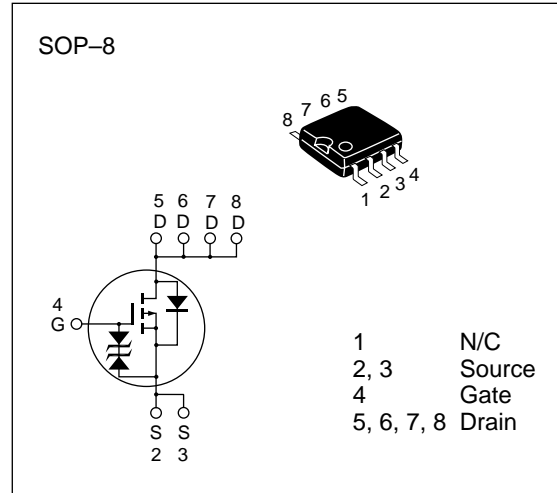 SOP–8
8 7 6 5
1 2 3 4
5 6 7 8
D D D D
4
G
S S
2 3
1 N/C
2, 3 Source
4 Gate
5, 6, 7, 8 Drain